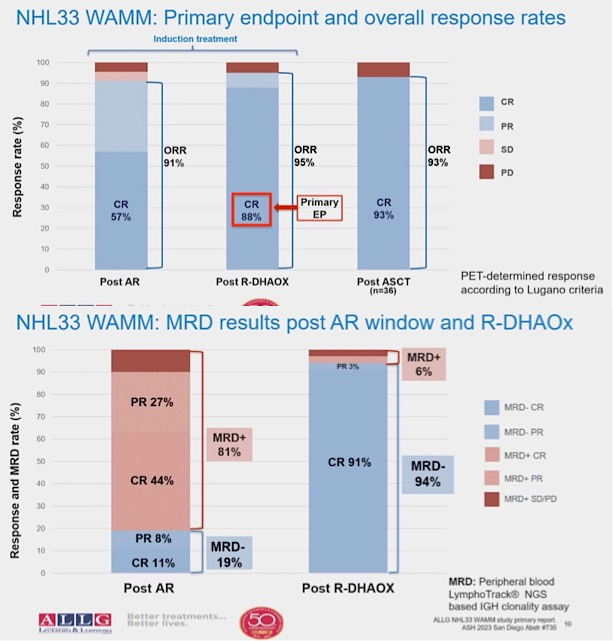 NHL33 WAMM: Primary endpoint and overall response rates
Induction treatment
Response rate (%)
100
90
80
70
60
50
40
30
20
10
0
CR
57%
ORR
91%
CR
88%
Primary
EP
ORR
95%
CR
93%
ORR
93%
CR
PR
SD
PD
Post AR
Post R-DHAOX
Post ASCT
(n=36)
PET-determined response
according to Lugano criteria
NHL33 WAMM: MRD results post AR window and R-DHAOx
Response and MRD rate (%)
100
90
80
70
60
50
40
30
20
10
0
PR 27%
CR 44%
PR 8%
CR 11%
MRD+
81%
MRD-
19%
PR 3%
CR 91%
MRD+
6%
MRD-
94%
MRD- CR
MRD- PR
MRD+ CR
MRD+ PR
MRD+ SD/PD
Post AR
Post R-DHAOX
MRD: Peripheral blood
LymphoTrack® NGS
based IGH clonality assay
ALLG
Better treatments...
Better lives.
50
ALLG NHL33 WAMM study primary report.
ASH 2023 San Diego Abstr #735
10